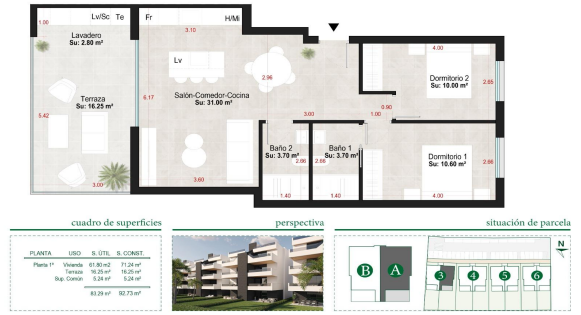 1.00
Lv/Sc Te
Fr
H/Mi
3.10
Lavadero
Su: 2.80 m²
Lv
4.00
2.96
Dormitorio 2
Su: 10.00 m²
2.65
Terraza
Su: 16.25 m²
6.17
Salón-Comedor-Cocina
Su: 31.00 m²
0.90
5.42
3.00
1.00
Baño 2
Su: 3.70 m²
Baño 1
Su: 3.70 m²
2.66
2.66
Dormitorio 1
Su: 10.60 m²
2.66
3.00
3.60
1.40
1.40
4.00
cuadro de superficies
perspectiva
situación de parcela
PLANTA USO S. ÚTIL S. CONST.
Planta 1ª Vivienda 61.80 m2 71.24 m²
Terraza 16.25 m² 16.25 m²
Sup. Común 5.24 m² 5.24 m²
83.29 m² 92.73 m²
B
A
N
3
4
5
6